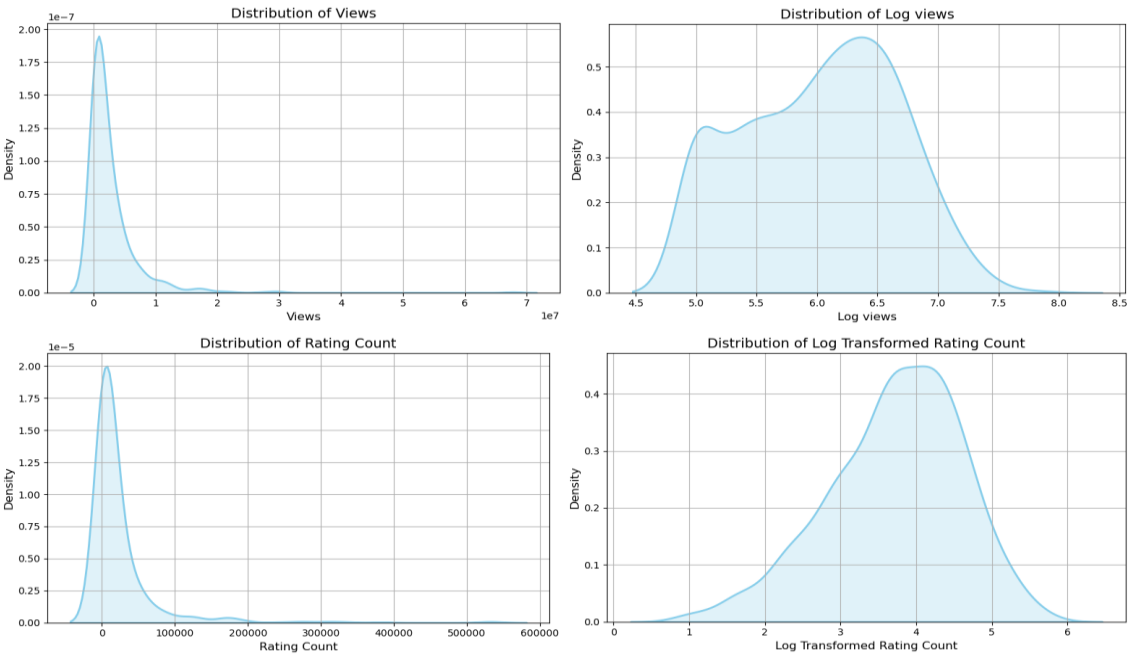 Distribution of Views
1e−7
2.00
1.75
1.50
1.25
1.00
0.75
0.50
0.25
0.00
Density
0 1 2 3 4 5 6 7
1e7
Views
Distribution of Log views
0.5
0.4
0.3
0.2
0.1
0.0
Density
4.5 5.0 5.5 6.0 6.5 7.0 7.5 8.0 8.5
Log views
Distribution of Rating Count
1e−5
2.00
1.75
1.50
1.25
1.00
0.75
0.50
0.25
0.00
Density
0 100000 200000 300000 400000 500000 600000
Rating Count
Distribution of Log Transformed Rating Count
0.4
0.3
0.2
0.1
0.0
Density
0 1 2 3 4 5 6
Log Transformed Rating Count